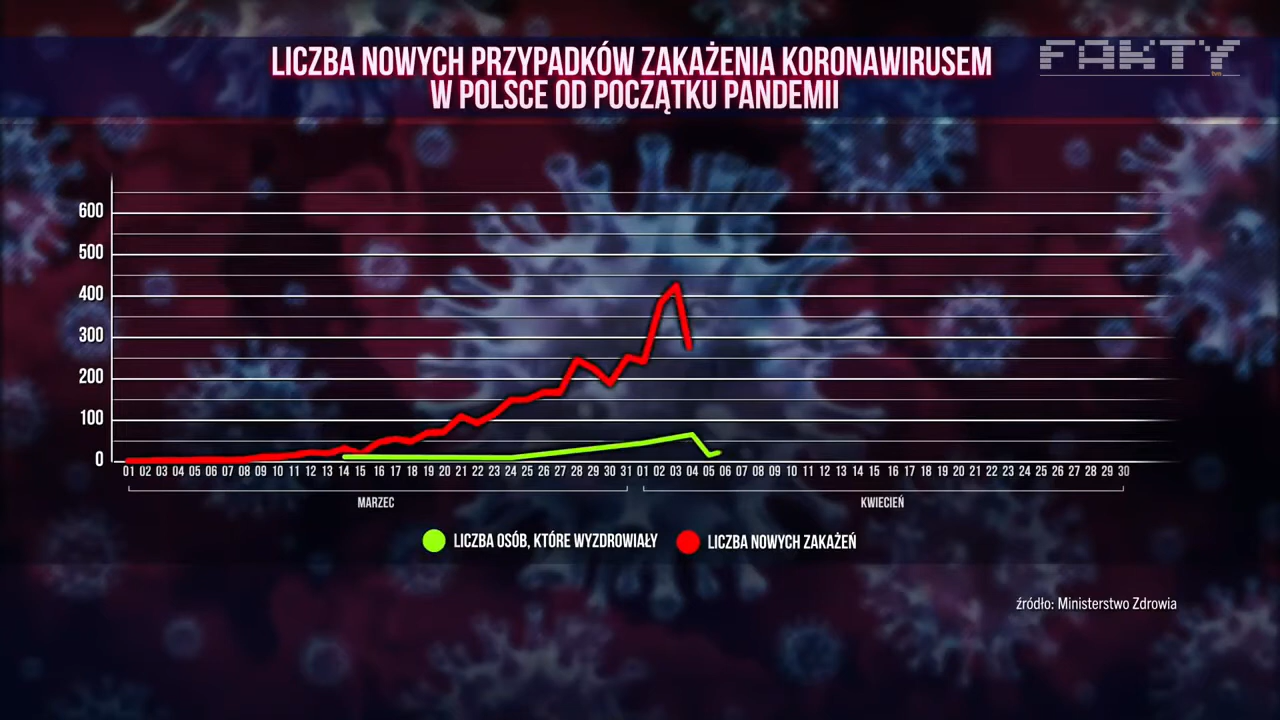 LICZBA NOWYCH PRZYPADKÓW ZAKAŻENIA KORONAWIRUSEM
W POLSCE OD POCZĄTKU PANDEMII
FAKTY
tvn
600
500
400
300
200
100
0
01 02 03 04 05 06 07 08 09 10 11 12 13 14 15 16 17 18 19 20 21 22 23 24 25 26 27 28 29 30 31 01 02 03 04 05 06 07 08 09 10 11 12 13 14 15 16 17 18 19 20 21 22 23 24 25 26 27 28 29 30
MARZEC KWIECIEŃ
LICZBA OSÓB, KTÓRE WYZDROWIAŁY LICZBA NOWYCH ZAKAŻEŃ
źródło: Ministerstwo Zdrowia